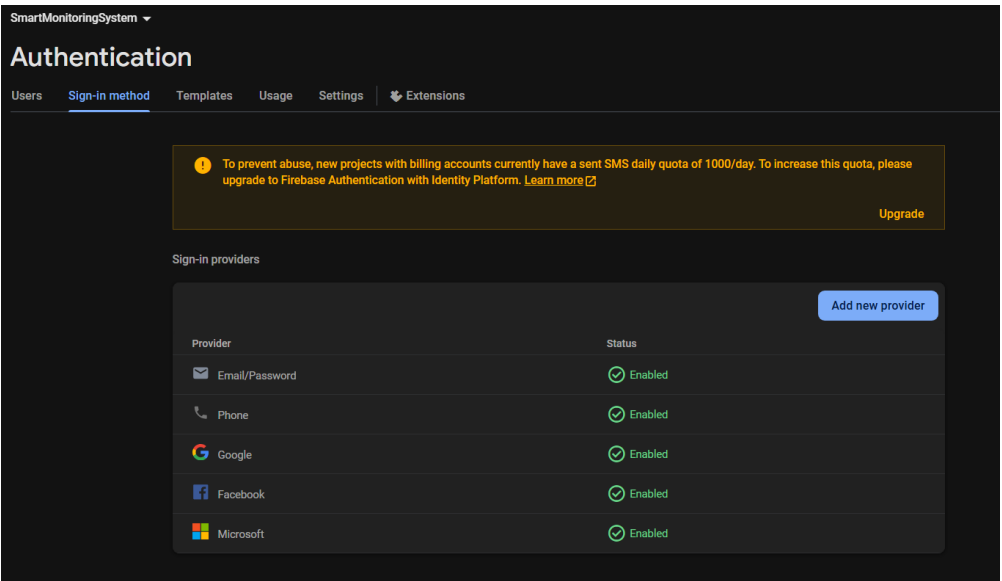 SmartMonitoringSystem
Authentication
Users Sign-in method Templates Usage Settings Extensions
To prevent abuse, new projects with billing accounts currently have a sent SMS daily quota of 1000/day. To increase this quota, please
upgrade to Firebase Authentication with Identity Platform. Learn more
Upgrade
Sign-in providers
Add new provider
Provider Status
Email/Password Enabled
Phone Enabled
Google Enabled
Facebook Enabled
Microsoft Enabled